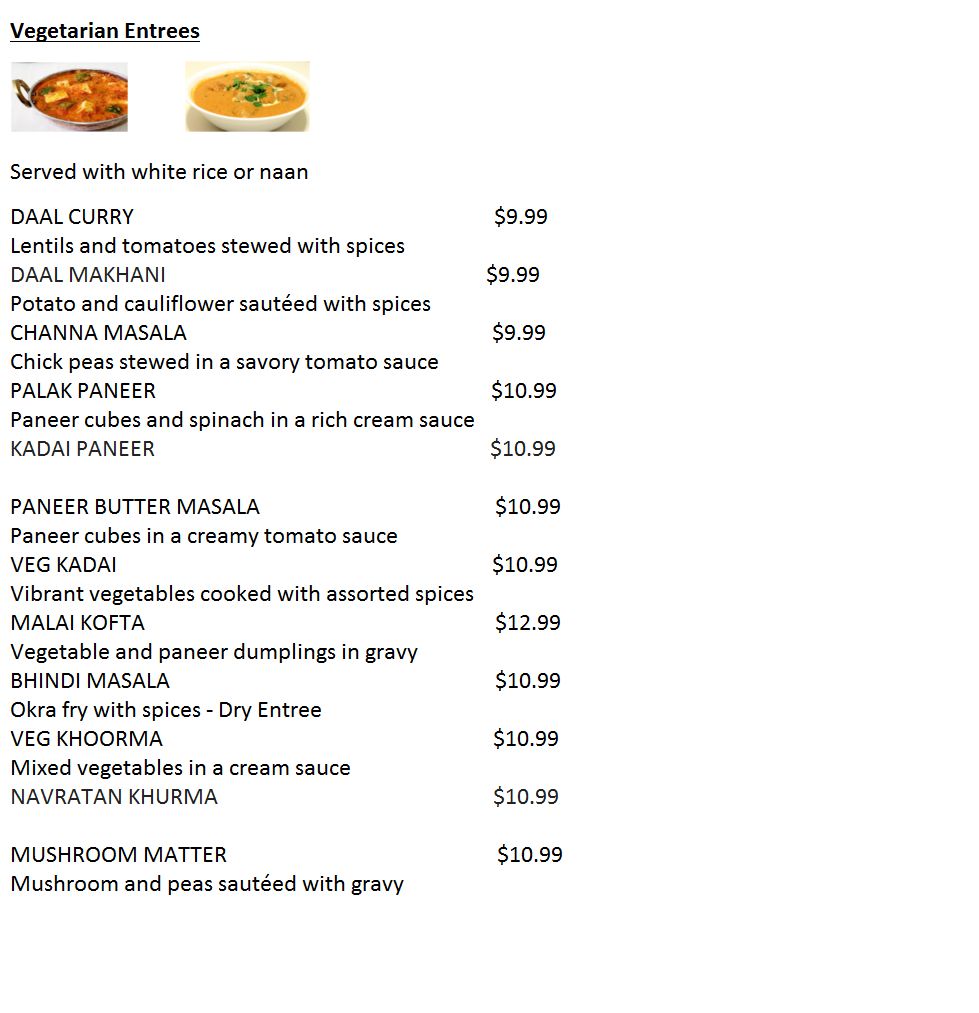 Vegetarian Entrees
Served with white rice or naan
DAAL CURRY $9.99
Lentils and tomatoes stewed with spices
DAAL MAKHANI $9.99
Potato and cauliflower sautéed with spices
CHANNA MASALA $9.99
Chick peas stewed in a savory tomato sauce
PALAK PANEER $10.99
Paneer cubes and spinach in a rich cream sauce
KADAI PANEER $10.99
PANEER BUTTER MASALA $10.99
Paneer cubes in a creamy tomato sauce
VEG KADAI $10.99
Vibrant vegetables cooked with assorted spices
MALAI KOFTA $12.99
Vegetable and paneer dumplings in gravy
BHINDI MASALA $10.99
Okra fry with spices - Dry Entree
VEG KHOORMA $10.99
Mixed vegetables in a cream sauce
NAVRATAN KHURMA $10.99
MUSHROOM MATTER $10.99
Mushroom and peas sautéed with gravy